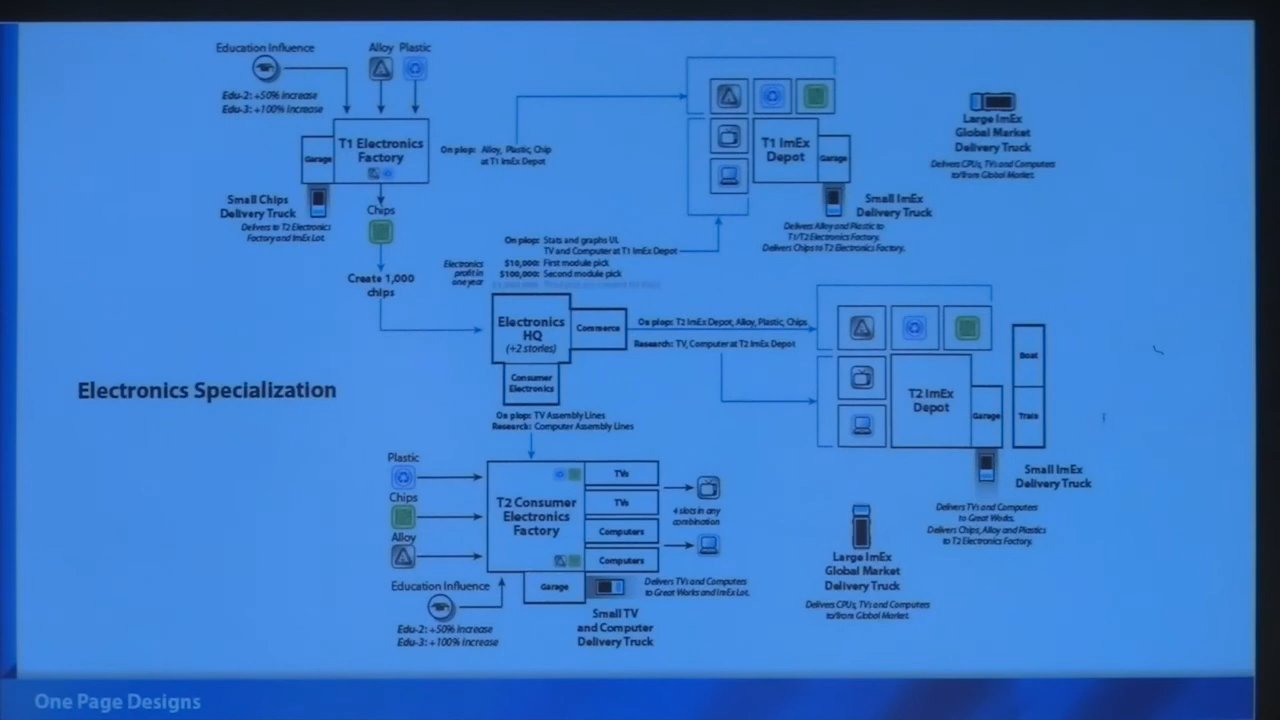 Education Influence
Edu-2: +50% increase
Edu-3: +100% increase
Alloy
Plastic
T1 Electronics
Factory
Garage
Small Chips
Delivery Truck
Delivers to T2 Electronics
Factory and ImEx Lot.
Chips
Create 1,000
chips
On plop: Alloy, Plastic, Chip
at T1 ImEx Depot
T1 ImEx
Depot
Garage
Small ImEx
Delivery Truck
Delivers Alloy and Plastic to
T1/T2 Electronics Factory.
Delivers Chips to T2 Electronics Factory.
Large ImEx
Global Market
Delivery Truck
Delivers CPUs, TVs and Computers
to/from Global Market.
On plop: Stats and graphs UI,
TV and Computer at T1 ImEx Depot
Electronics
profit in
one year
$10,000: First module pick
$100,000: Second module pick
Electronics
HQ
(+2 stories)
Commerce
Consumer
Electronics
On plop: T2 ImEx Depot, Alloy, Plastic, Chips
Research: TV, Computer at T2 ImEx Depot
On plop: TV Assembly Lines
Research: Computer Assembly Lines
T2 ImEx
Depot
Garage
Boat
Train
Small ImEx
Delivery Truck
Delivers TVs and Computers
to Great Works.
Delivers Chips, Alloy and Plastics
to T2 Electronics Factory.
Electronics Specialization
Plastic
Chips
Alloy
Education Influence
Edu-2: +50% increase
Edu-3: +100% increase
T2 Consumer
Electronics
Factory
TVs
TVs
Computers
Computers
4 slots in any
combination
Garage
Delivers TVs and Computers
to Great Works and ImEx Lot.
Small TV
and Computer
Delivery Truck
Large ImEx
Global Market
Delivery Truck
Delivers CPUs, TVs and Computers
to/from Global Market.
One Page Designs